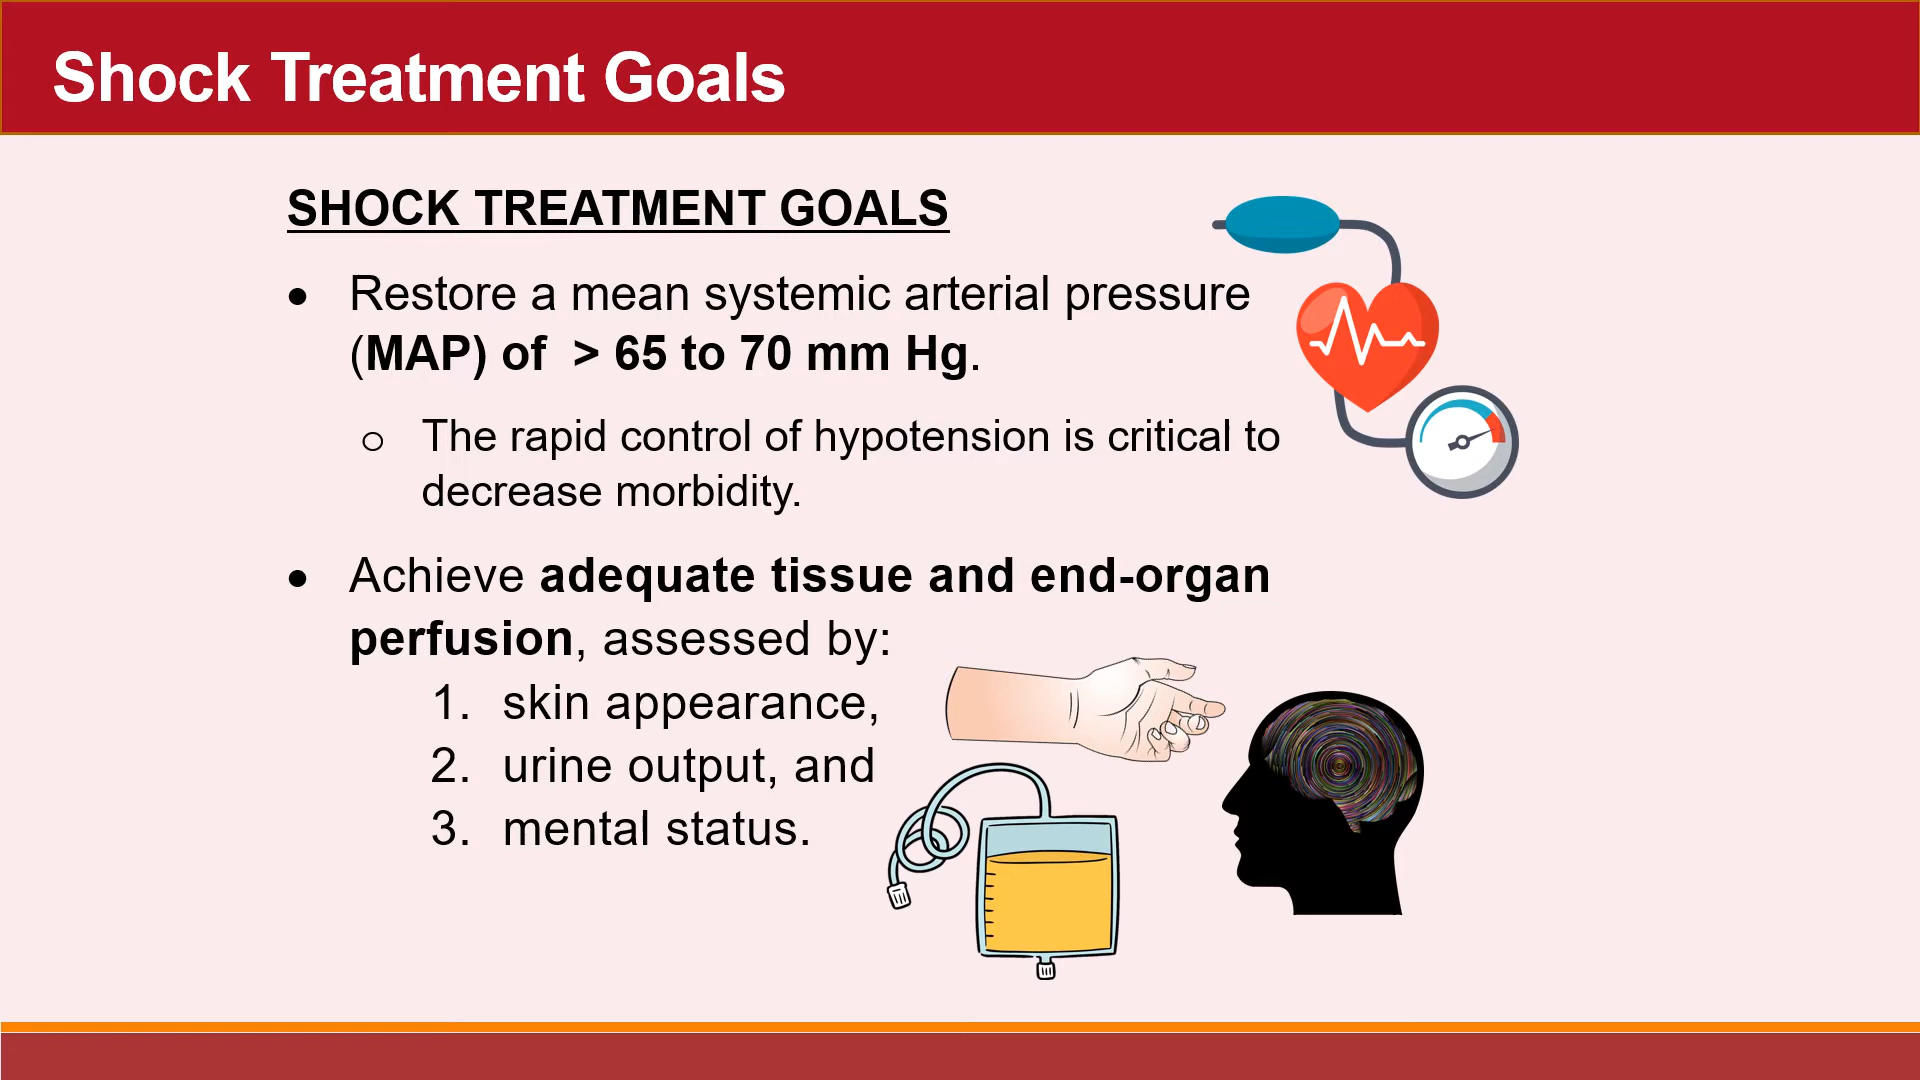 Shock Treatment Goals
SHOCK TREATMENT GOALS
• Restore a mean systemic arterial pressure
(MAP) of > 65 to 70 mm Hg.
o The rapid control of hypotension is critical to
decrease morbidity.
• Achieve adequate tissue and end-organ
perfusion, assessed by:
1. skin appearance,
2. urine output, and
3. mental status.